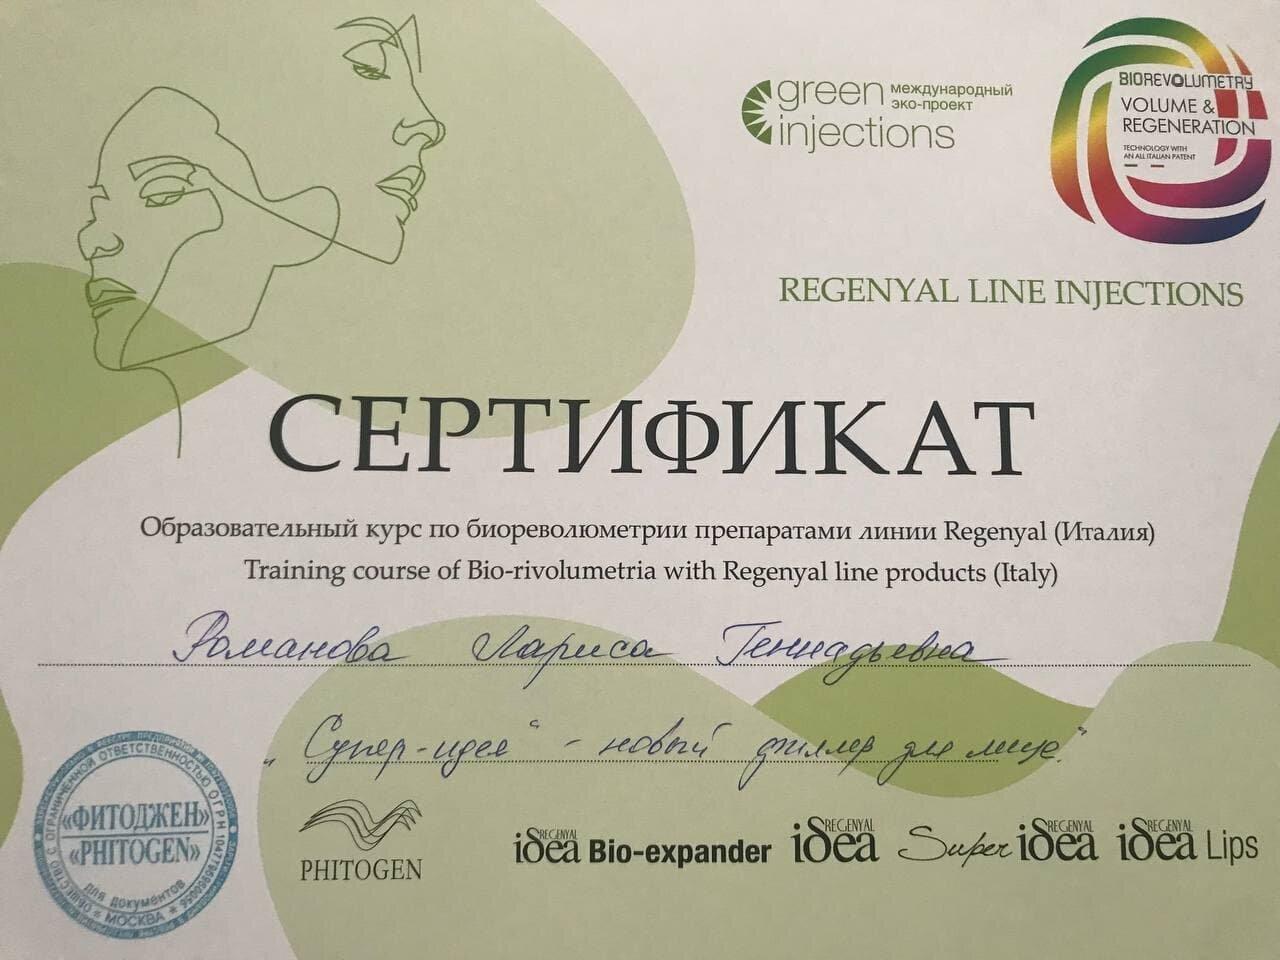 green международный
эко-проект
injections
BIOREVOLUMETRY
VOLUME &
REGENERATION
TECHNOLOGY WITH
AN ALL ITALIAN PATENT
REGENYAL LINE INJECTIONS
СЕРТИФИКАТ
Образовательный курс по биореволюметрии препаратами линии Regenyal (Италия)
Training course of Bio-rivolumetria with Regenyal line products (Italy)
Романова Лариса Геннадьевна
„Супер-идея“ - новый филлер для лица."
«ФИТОДЖЕН»
«PHITOGEN»
для документов
* МОСКВА *
ОБЩЕСТВО С ОГРАНИЧЕННОЙ ОТВЕТСТВЕННОСТЬЮ
PHITOGEN
REGENYAL idea Bio-expander
REGENYAL idea
Super REGENYAL idea
REGENYAL idea Lips